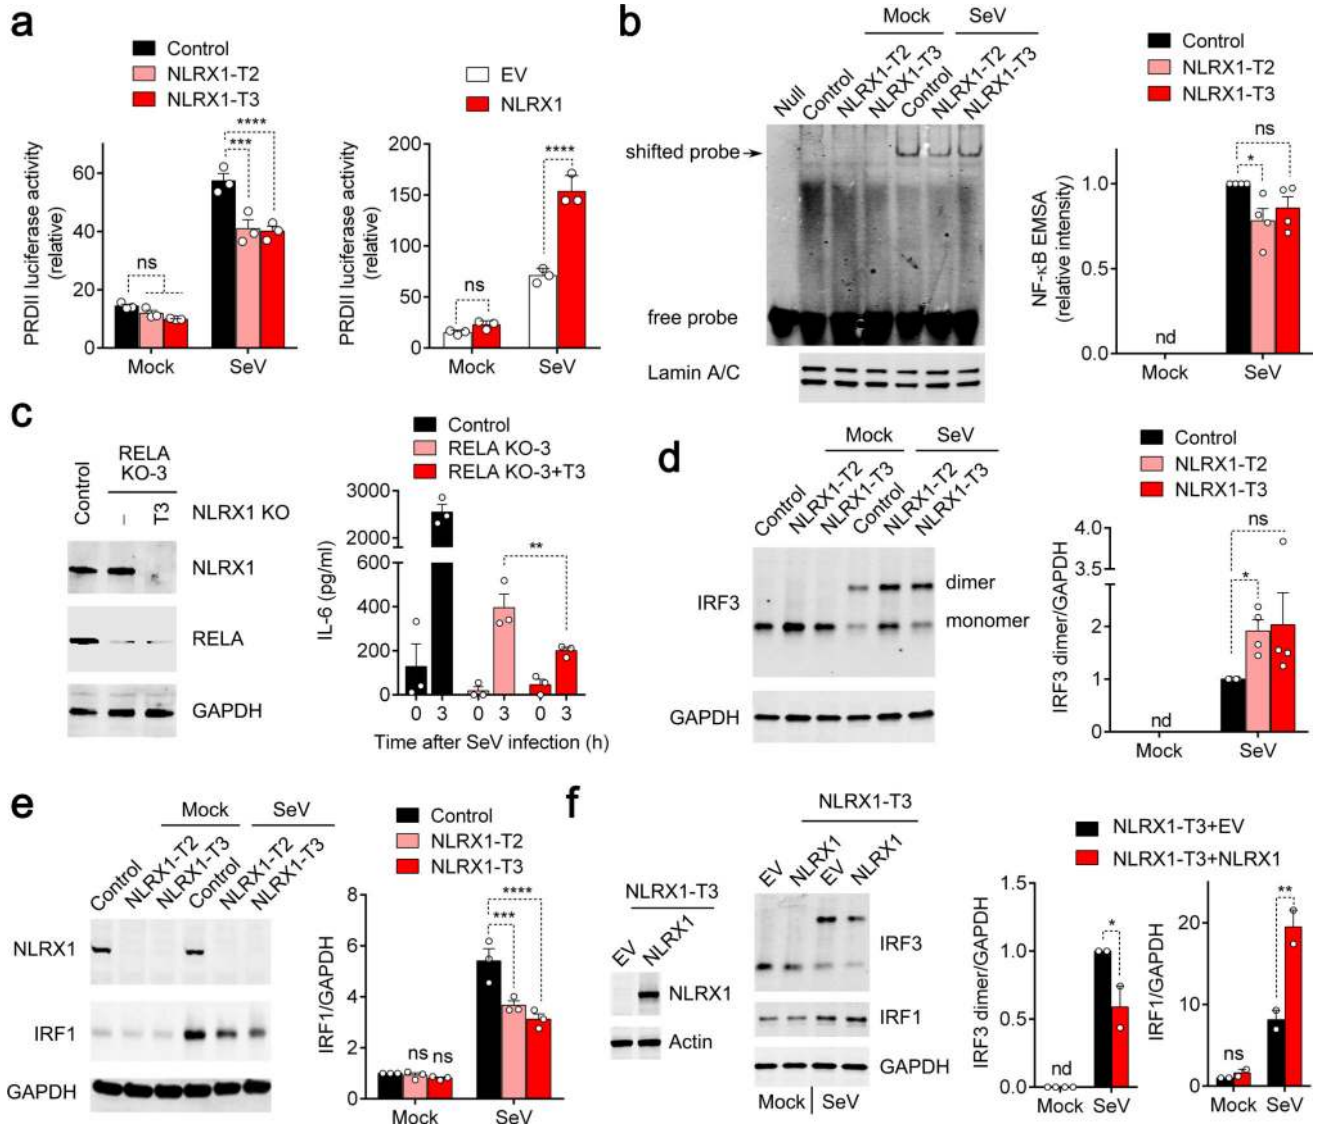 a
Control
NLRX1-T2
NLRX1-T3
PRDII luciferase activity
(relative)
60
40
20
0
ns
***
****
Mock
SeV
EV
NLRX1
PRDII luciferase activity
(relative)
200
150
100
50
0
ns
****
Mock
SeV
b
Mock
SeV
Null
Control
NLRX1-T2
NLRX1-T3
Control
NLRX1-T2
NLRX1-T3
shifted probe
free probe
Lamin A/C
Control
NLRX1-T2
NLRX1-T3
NF-κB EMSA
(relative intensity)
1.0
0.5
0.0
nd
ns
*
Mock
SeV
c
RELA
KO-3
Control
–
T3
NLRX1 KO
NLRX1
RELA
GAPDH
Control
RELA KO-3
RELA KO-3+T3
IL-6 (pg/ml)
3000
2000
600
400
200
0
**
0 3 0 3 0 3
Time after SeV infection (h)
d
Mock
SeV
Control
NLRX1-T2
NLRX1-T3
Control
NLRX1-T2
NLRX1-T3
IRF3
dimer
monomer
GAPDH
Control
NLRX1-T2
NLRX1-T3
IRF3 dimer/GAPDH
4.0
3.5
2
1
0
nd
ns
*
Mock
SeV
e
Mock
SeV
Control
NLRX1-T2
NLRX1-T3
Control
NLRX1-T2
NLRX1-T3
NLRX1
IRF1
GAPDH
Control
NLRX1-T2
NLRX1-T3
IRF1/GAPDH
8
6
4
2
0
ns ns
***
****
Mock
SeV
f
NLRX1-T3
EV
NLRX1
NLRX1
Actin
NLRX1-T3
EV
NLRX1
EV
NLRX1
IRF3
IRF1
GAPDH
Mock
SeV
NLRX1-T3+EV
NLRX1-T3+NLRX1
IRF3 dimer/GAPDH
1.5
1.0
0.5
0.0
nd
*
Mock SeV
IRF1/GAPDH
20
10
0
ns
**
Mock SeV